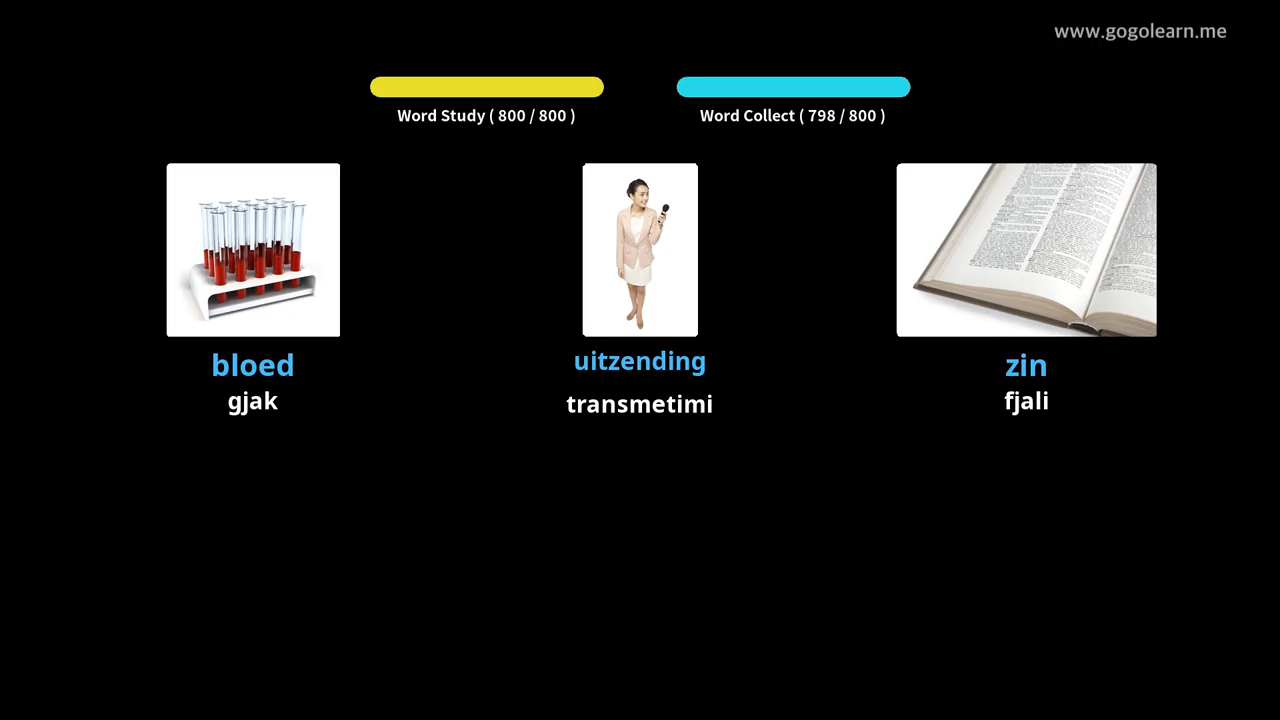 www.gogolearn.me
Word Study ( 800 / 800 )
Word Collect ( 798 / 800 )
bloed
gjak
uitzending
transmetimi
zin
fjali